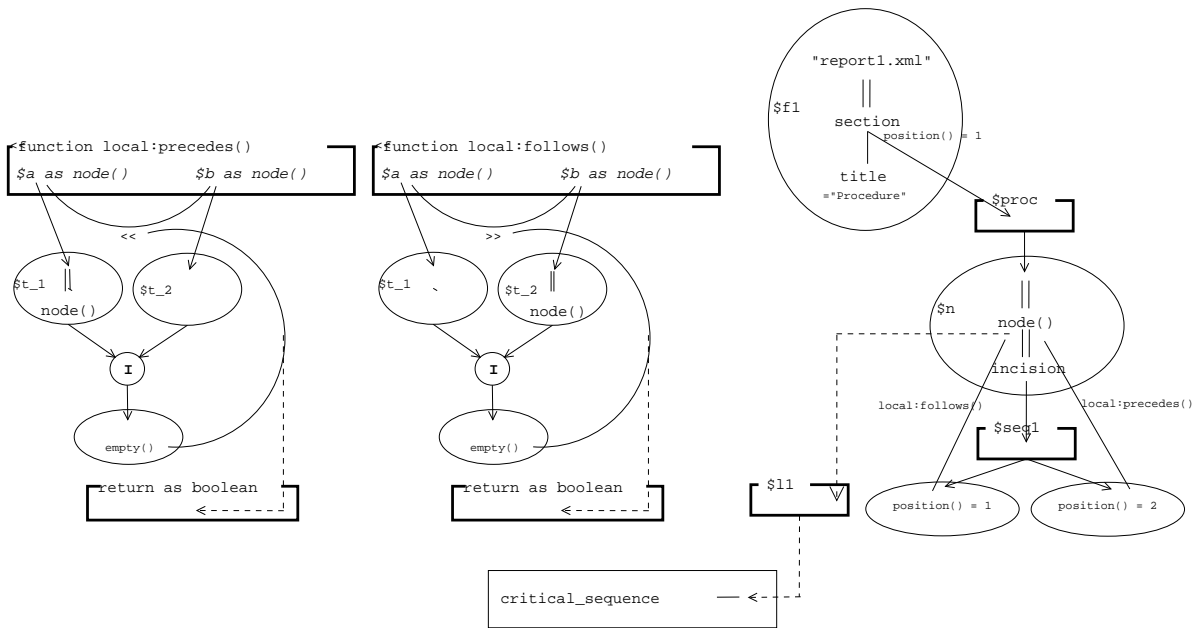 "report1.xml"
$f1
section
position() = 1
title
="Procedure"
<function local:precedes()
$a as node()
$b as node()
<<
$t_1
$t_2
node()
I
empty()
return as boolean
<function local:follows()
$a as node()
$b as node()
>>
$t_1
$t_2
node()
I
empty()
return as boolean
$proc
$n
node()
incision
local:follows()
local:precedes()
$seq1
position() = 1
position() = 2
$l1
critical_sequence